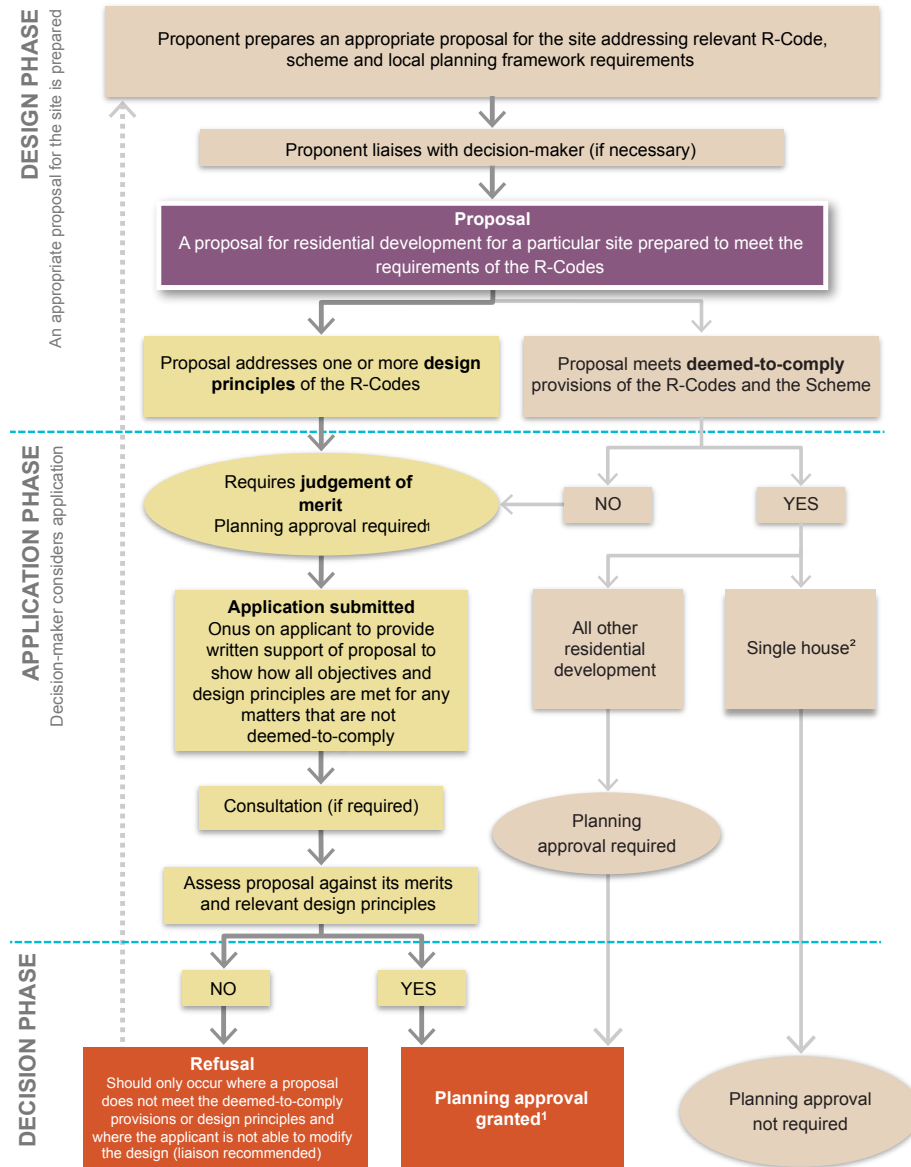 DESIGN PHASE
An appropriate proposal for the site is prepared
Proponent prepares an appropriate proposal for the site addressing relevant R-Code,
scheme and local planning framework requirements
Proponent liaises with decision-maker (if necessary)
Proposal
A proposal for residential development for a particular site prepared to meet the
requirements of the R-Codes
Proposal addresses one or more design
principles of the R-Codes
Proposal meets deemed-to-comply
provisions of the R-Codes and the Scheme
APPLICATION PHASE
Decision-maker considers application
Requires judgement of
merit
Planning approval required¹
NO
YES
Application submitted
Onus on applicant to provide
written support of proposal to
show how all objectives and
design principles are met for any
matters that are not
deemed-to-comply
All other
residential
development
Single house²
Consultation (if required)
Planning
approval required
Assess proposal against its merits
and relevant design principles
DECISION PHASE
NO
YES
Refusal
Should only occur where a proposal
does not meet the deemed-to-comply
provisions or design principles and
where the applicant is not able to modify
the design (liaison recommended)
Planning approval
granted¹
Planning approval
not required